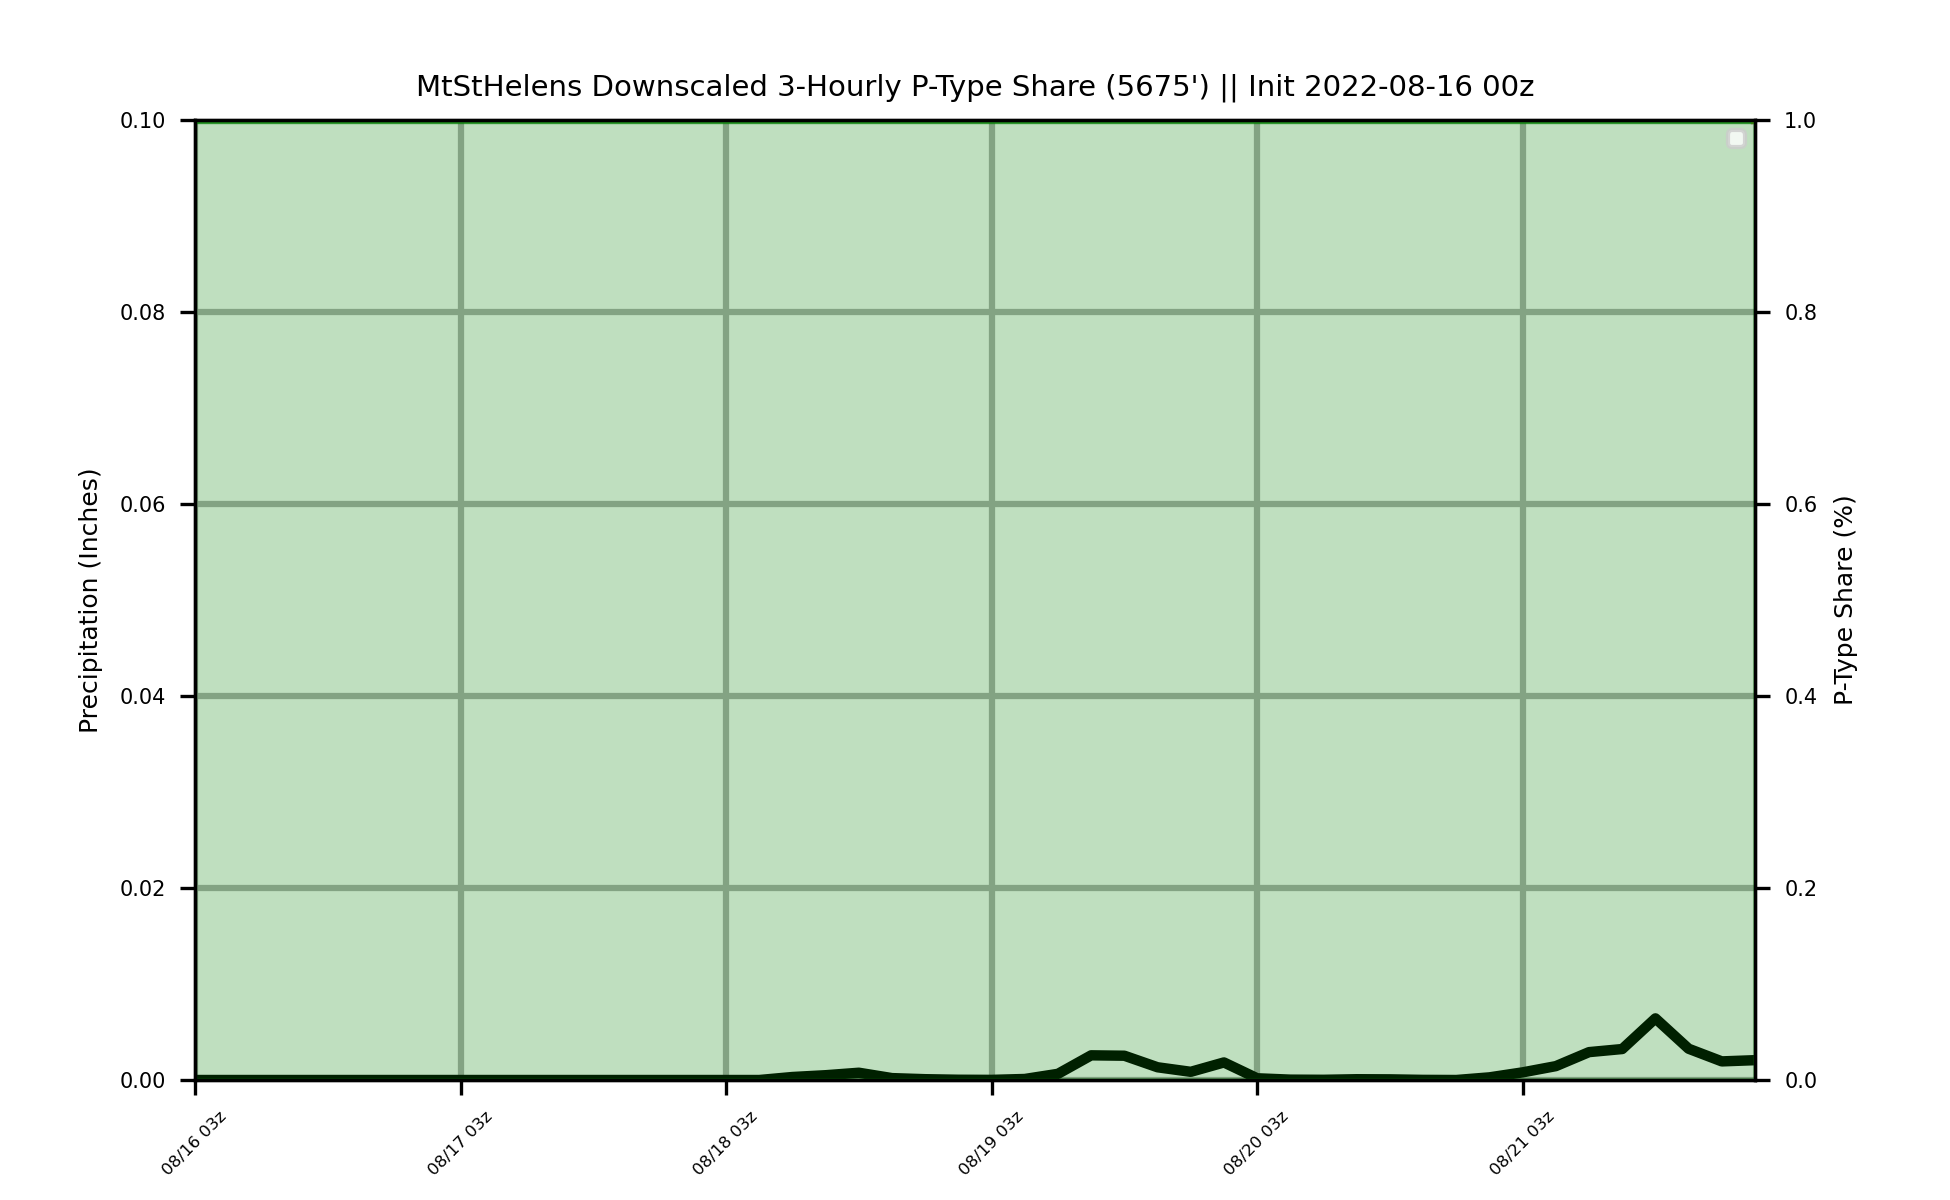 MtStHelens Downscaled 3-Hourly P-Type Share (5675') || Init 2022-08-16 00z
Precipitation (Inches)
0.10
0.08
0.06
0.04
0.02
0.00
1.0
0.8
0.6
0.4
0.2
0.0
P-Type Share (%)
08/16 03z
08/17 03z
08/18 03z
08/19 03z
08/20 03z
08/21 03z